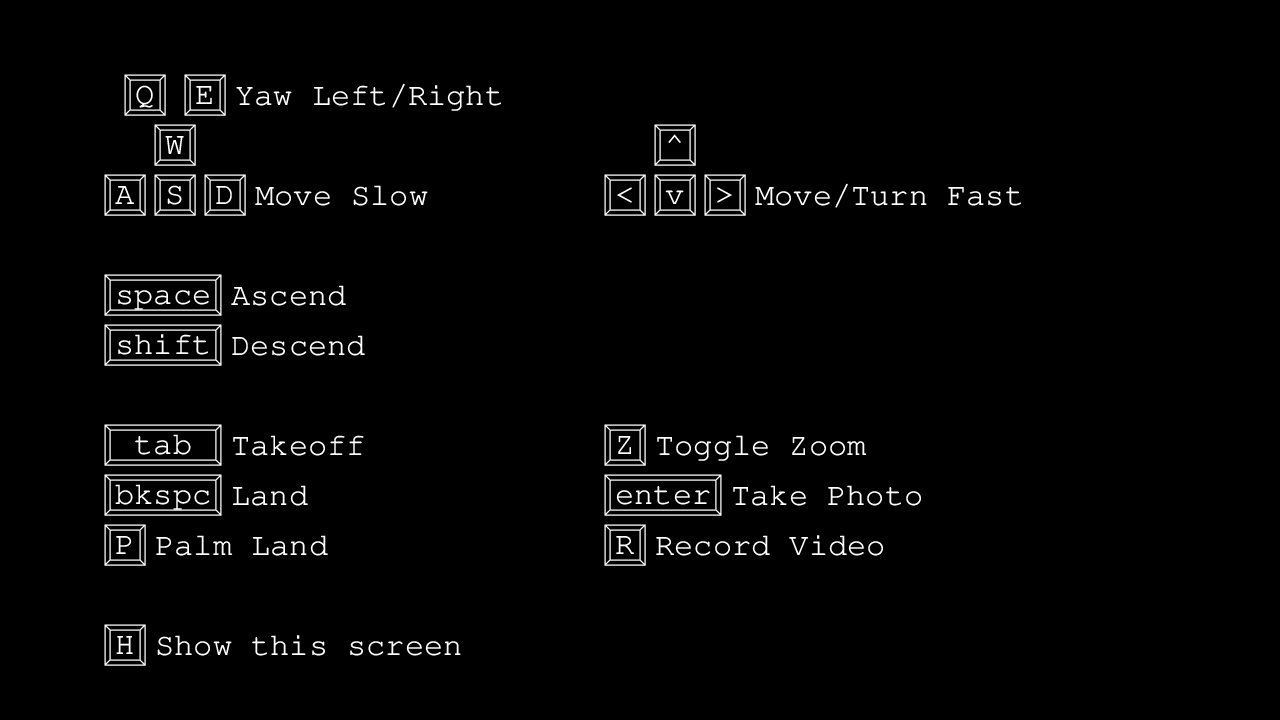 Q E Yaw Left/Right
W ^
A S D Move Slow < v > Move/Turn Fast
space Ascend
shift Descend
tab Takeoff Z Toggle Zoom
bkspc Land enter Take Photo
P Palm Land R Record Video
H Show this screen